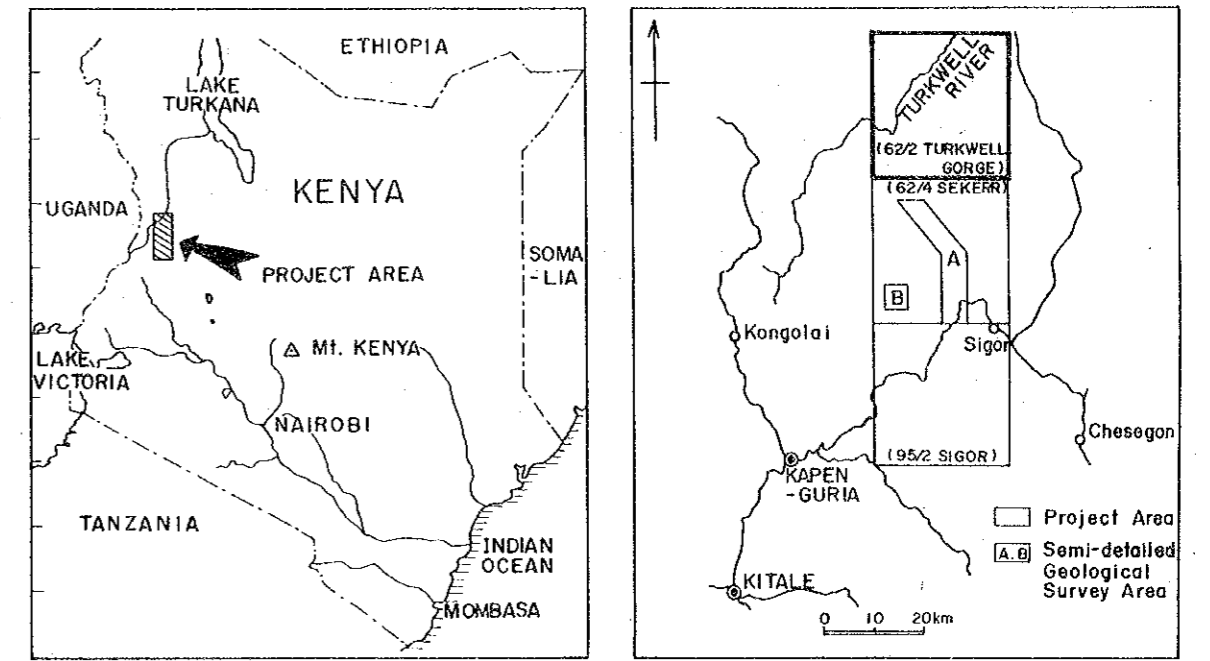 ETHIOPIA
LAKE
TURKANA
KENYA
UGANDA
SOMA
-LIA
PROJECT AREA
Mt. KENYA
LAKE
VICTORIA
NAIROBI
TANZANIA
INDIAN
OCEAN
MOMBASA
TURKWELL
RIVER
(62/2 TURKWELL
GORGE)
(62/4 SEKERR)
A
B
Kongolai
Sigor
Chesegon
(95/2 SIGOR)
KAPEN
-GURIA
Project Area
A.B Semi-detailed
Geological
Survey Area
KITALE
0 10 20km